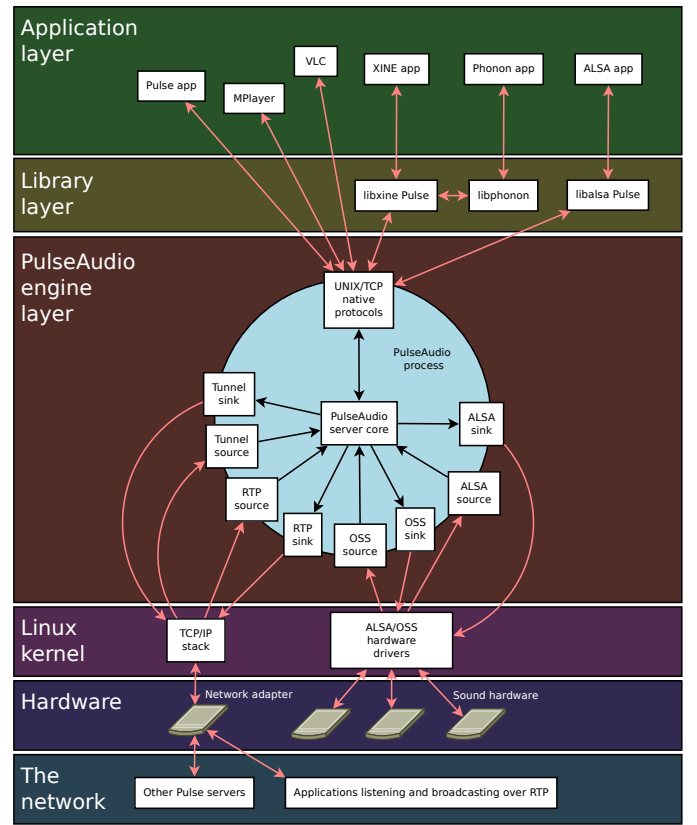 Application
layer
Pulse app
MPlayer
VLC
XINE app
Phonon app
ALSA app
Library
layer
libxine Pulse
libphonon
libalsa Pulse
PulseAudio
engine
layer
UNIX/TCP
native
protocols
PulseAudio
process
Tunnel
sink
PulseAudio
server core
ALSA
sink
Tunnel
source
RTP
source
ALSA
source
RTP
sink
OSS
source
OSS
sink
Linux
kernel
TCP/IP
stack
ALSA/OSS
hardware
drivers
Hardware
Network adapter
Sound hardware
The
network
Other Pulse servers
Applications listening and broadcasting over RTP